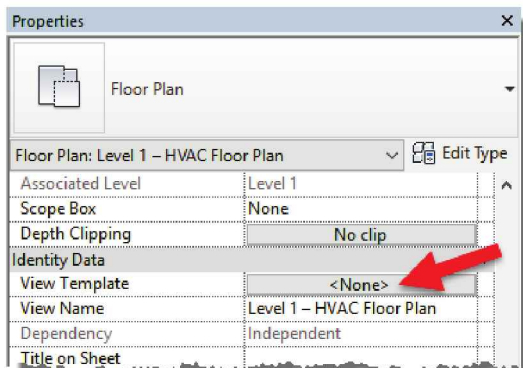 Properties
Floor Plan
Floor Plan: Level 1 – HVAC Floor Plan Edit Type
Associated Level Level 1
Scope Box None
Depth Clipping No clip
Identity Data
View Template <None>
View Name Level 1 – HVAC Floor Plan
Dependency Independent
Title on Sheet